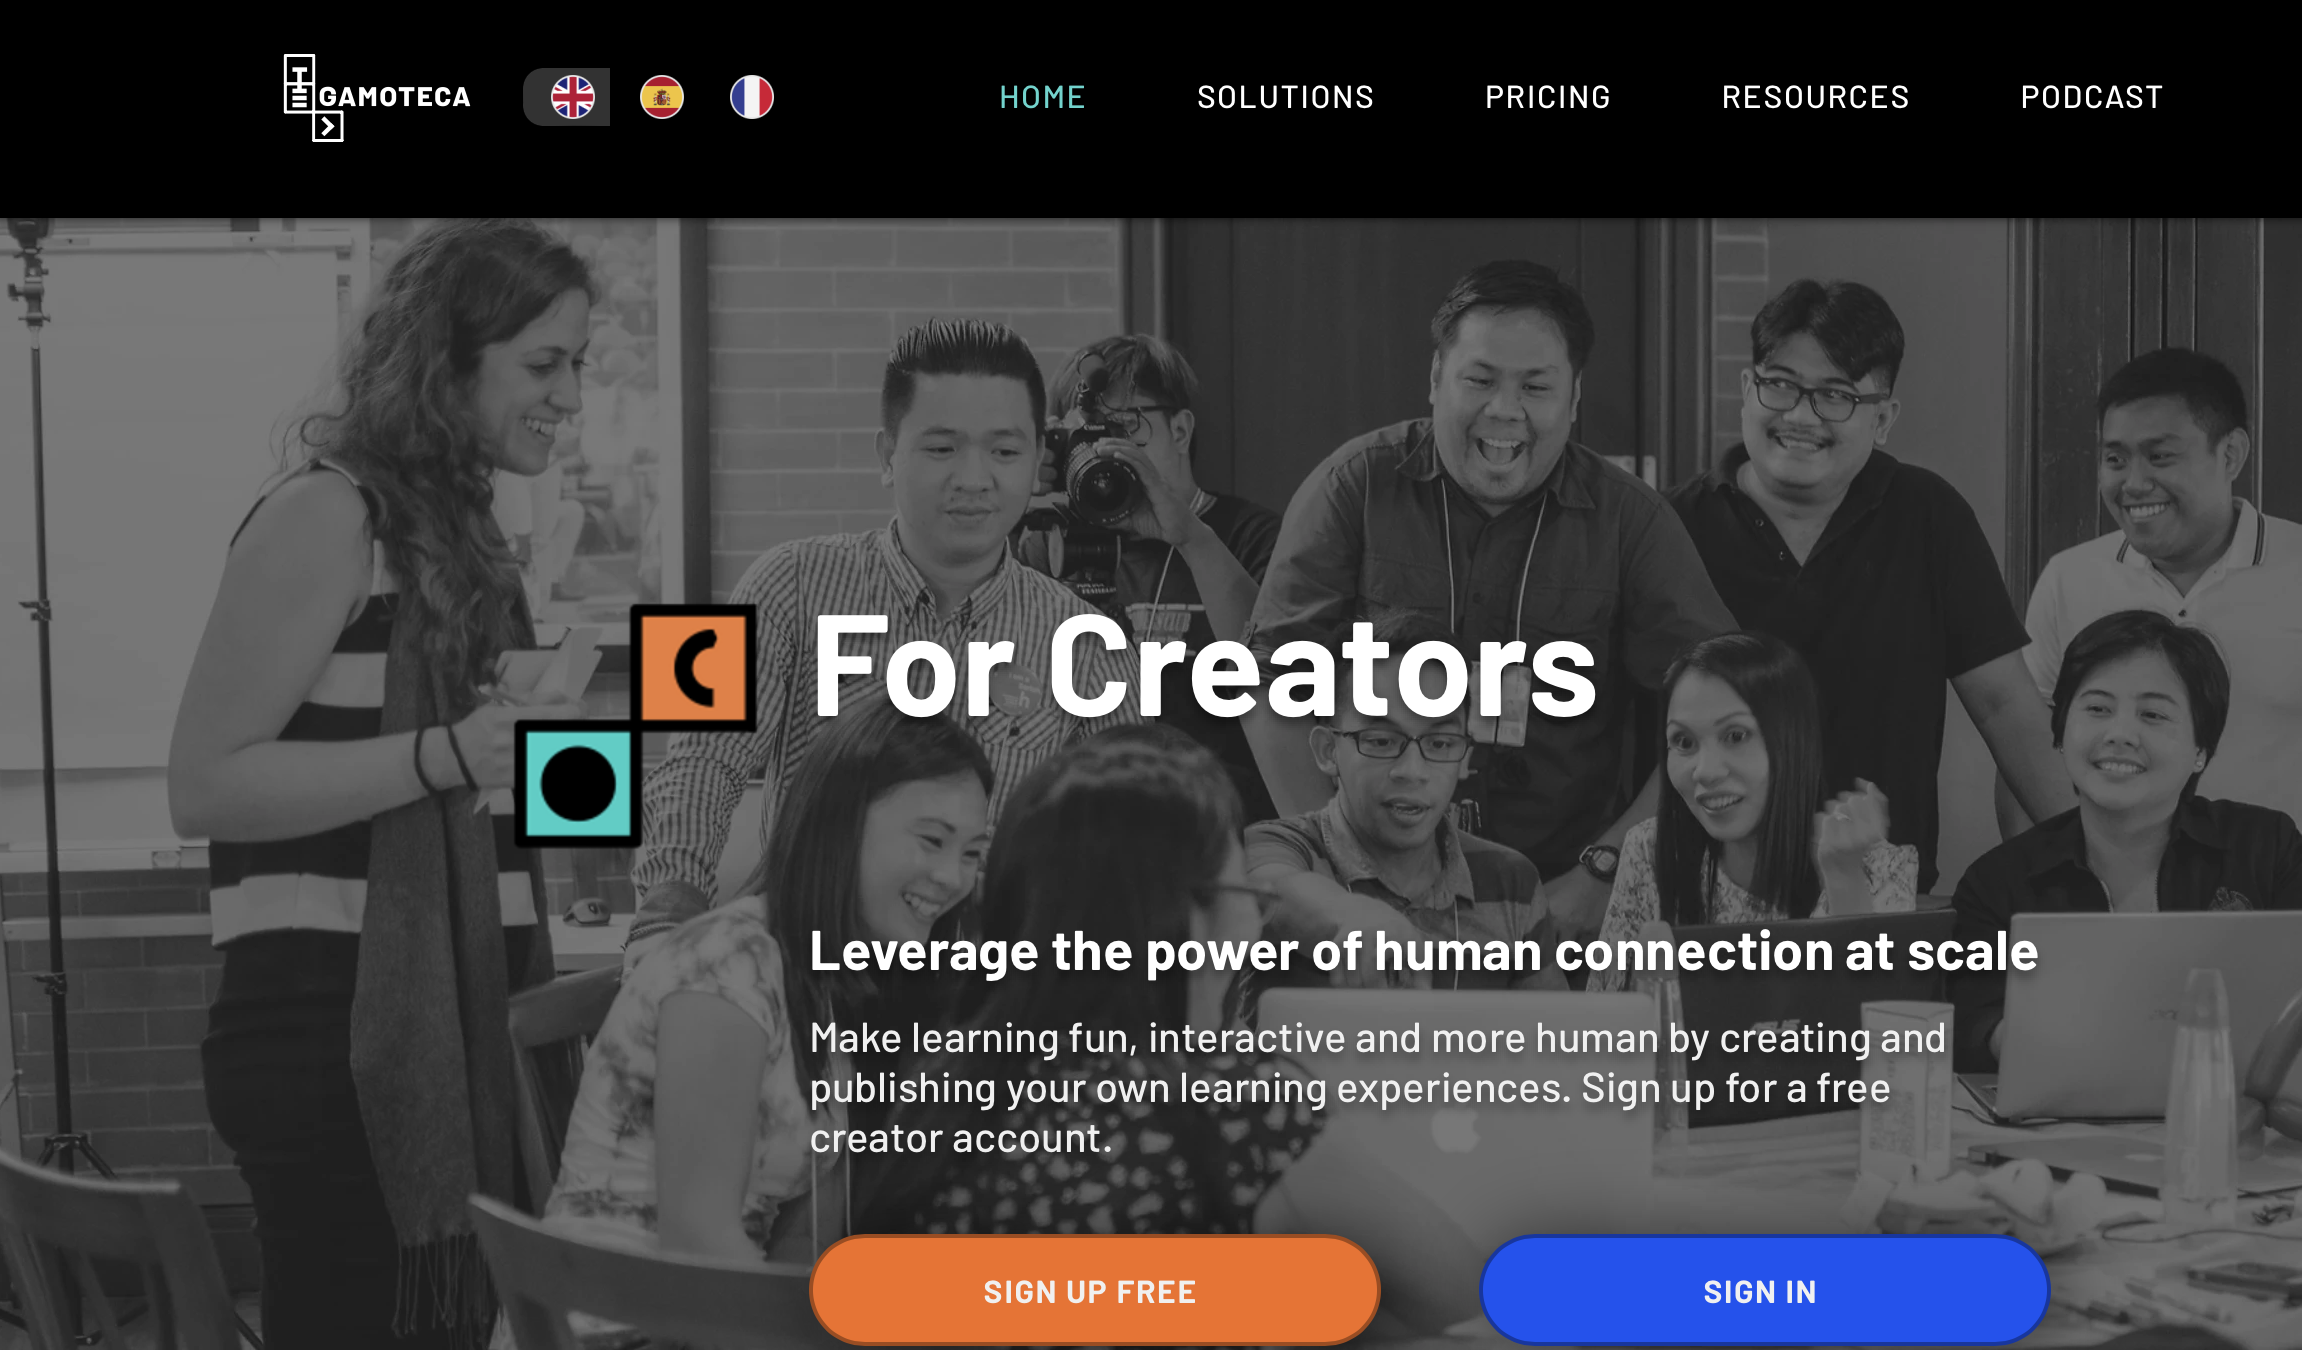 GAMOTECA
HOME
SOLUTIONS
PRICING
RESOURCES
PODCAST
Canon
For Creators
Leverage the power of human connection at scale
Make learning fun, interactive and more human by creating and
publishing your own learning experiences. Sign up for a free
creator account.
SIGN UP FREE
SIGN IN